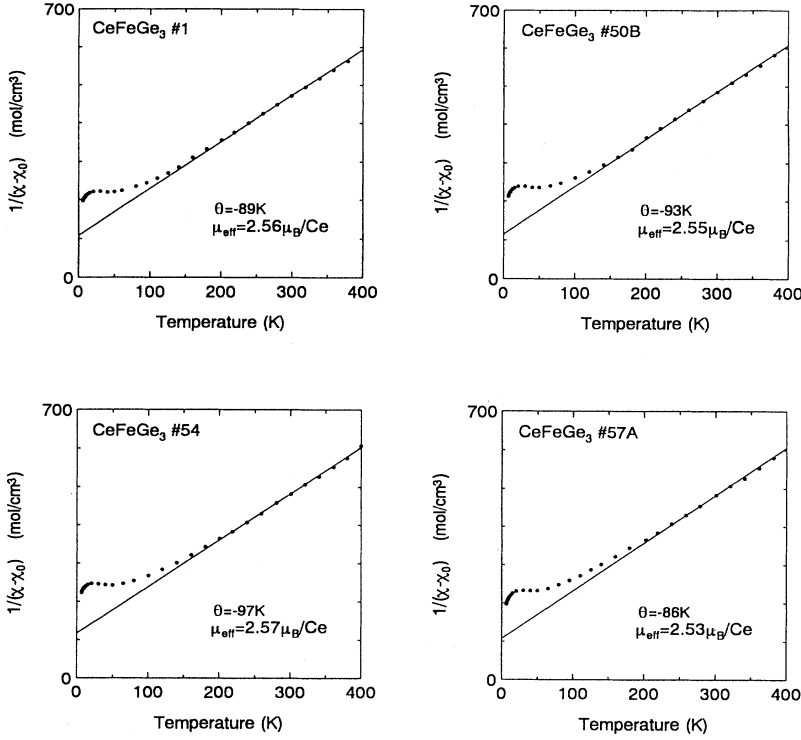 700
CeFeGe₃ #1
1/(χ-χ₀) (mol/cm³)
θ=-89K
μeff=2.56μB/Ce
0
0 100 200 300 400
Temperature (K)
700
CeFeGe₃ #50B
1/(χ-χ₀) (mol/cm³)
θ=-93K
μeff=2.55μB/Ce
0
0 100 200 300 400
Temperature (K)
700
CeFeGe₃ #54
1/(χ-χ₀) (mol/cm³)
θ=-97K
μeff=2.57μB/Ce
0
0 100 200 300 400
Temperature (K)
700
CeFeGe₃ #57A
1/(χ-χ₀) (mol/cm³)
θ=-86K
μeff=2.53μB/Ce
0
0 100 200 300 400
Temperature (K)